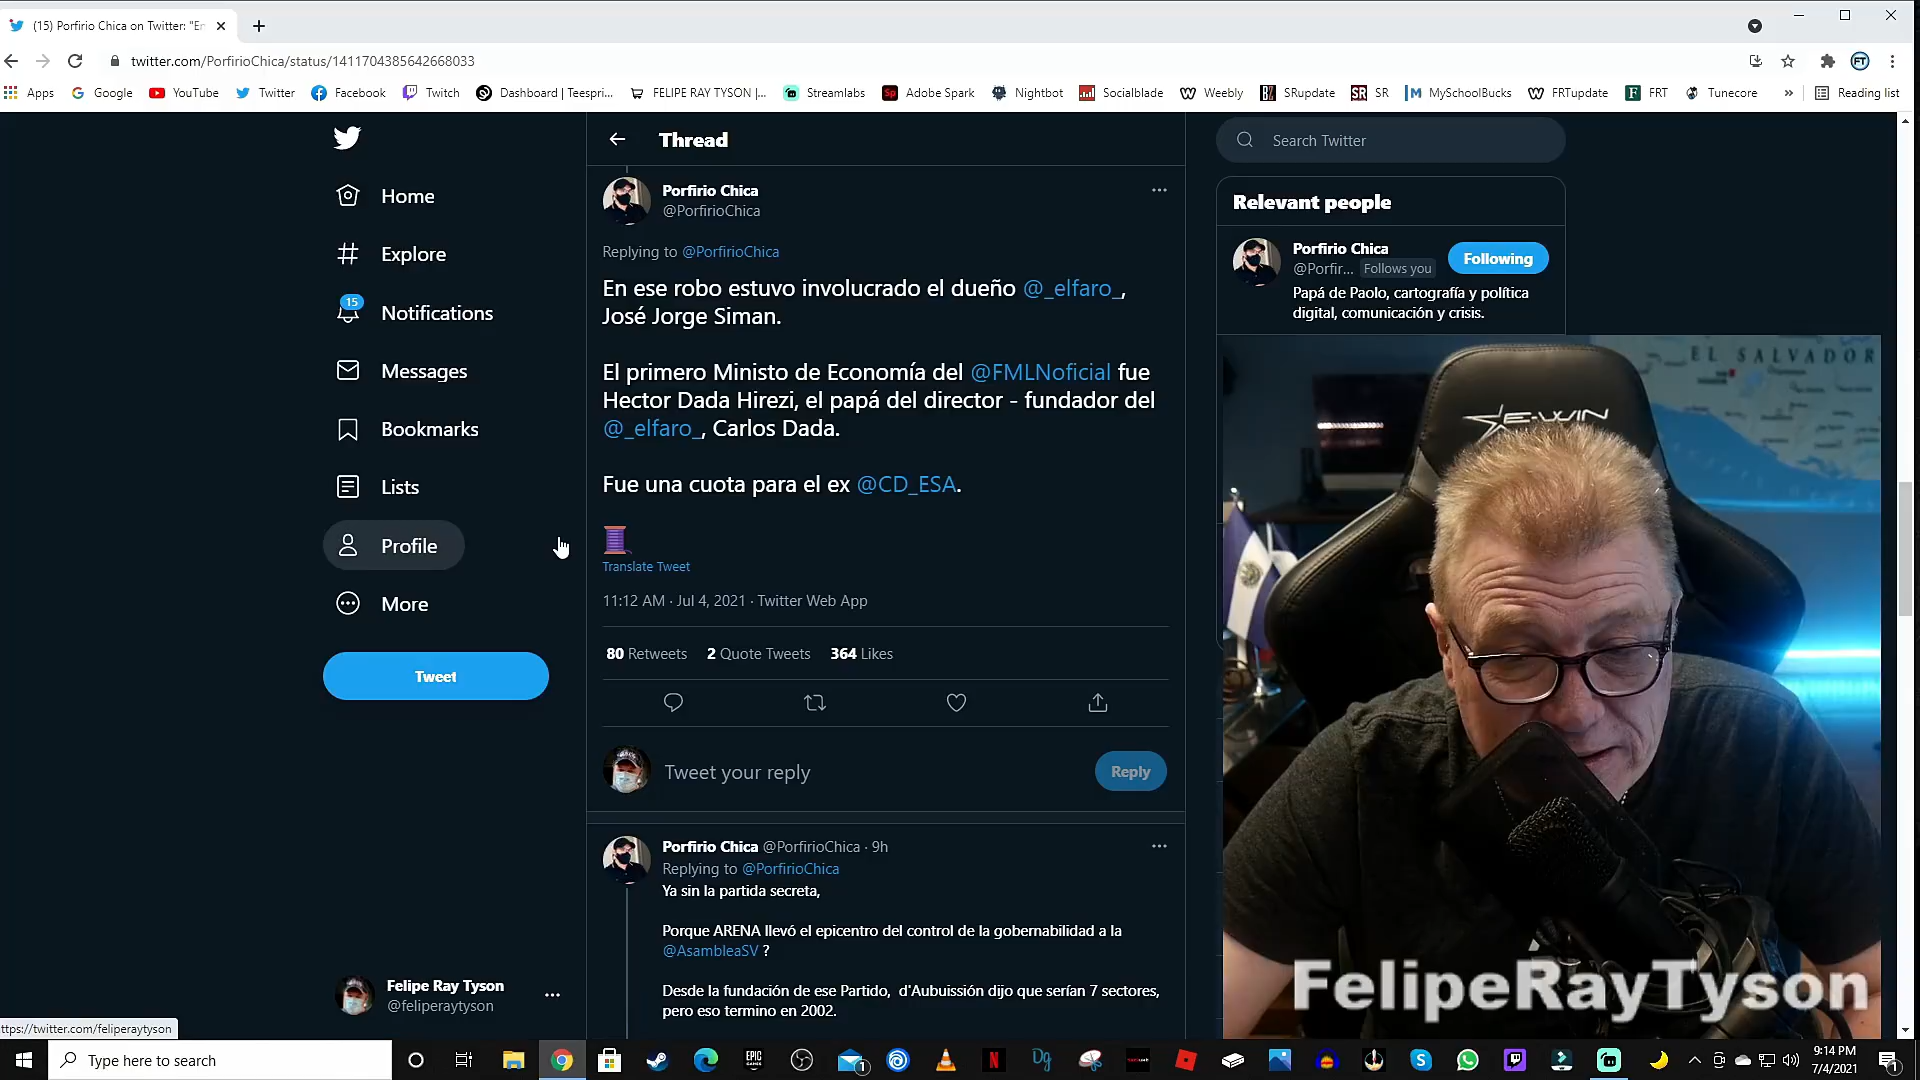 (15) Porfirio Chica on Twitter: "En
twitter.com/PorfirioChica/status/1411704385642668033
Apps
Google
YouTube
Twitter
Facebook
Twitch
Dashboard | Teespri...
FELIPE RAY TYSON |...
Streamlabs
Adobe Spark
Nightbot
Socialblade
Weebly
SRupdate
SR
MySchoolBucks
FRTupdate
FRT
Tunecore
Reading list
Home
Explore
15
Notifications
Messages
Bookmarks
Lists
Profile
More
Tweet
Felipe Ray Tyson
@feliperaytyson
ttps://twitter.com/feliperaytyson
Thread
Porfirio Chica
@PorfirioChica
Replying to @PorfirioChica
En ese robo estuvo involucrado el dueño @_elfaro_,
José Jorge Siman.
El primero Ministo de Economía del @FMLNoficial fue
Hector Dada Hirezi, el papá del director - fundador del
@_elfaro_, Carlos Dada.
Fue una cuota para el ex @CD_ESA.
Translate Tweet
11:12 AM · Jul 4, 2021 · Twitter Web App
80 Retweets 2 Quote Tweets 364 Likes
Tweet your reply
Reply
Porfirio Chica @PorfirioChica · 9h
Replying to @PorfirioChica
Ya sin la partida secreta,
Porque ARENA llevó el epicentro del control de la gobernabilidad a la
@AsambleaSV ?
Desde la fundación de ese Partido, d'Aubuissión dijo que serían 7 sectores,
pero eso termino en 2002.
Search Twitter
Relevant people
Porfirio Chica
@Porfir... Follows you
Following
Papá de Paolo, cartografía y política
digital, comunicación y crisis.
EL SALVADOR
E-WIN
FelipeRayTyson
Type here to search
9:14 PM
7/4/2021